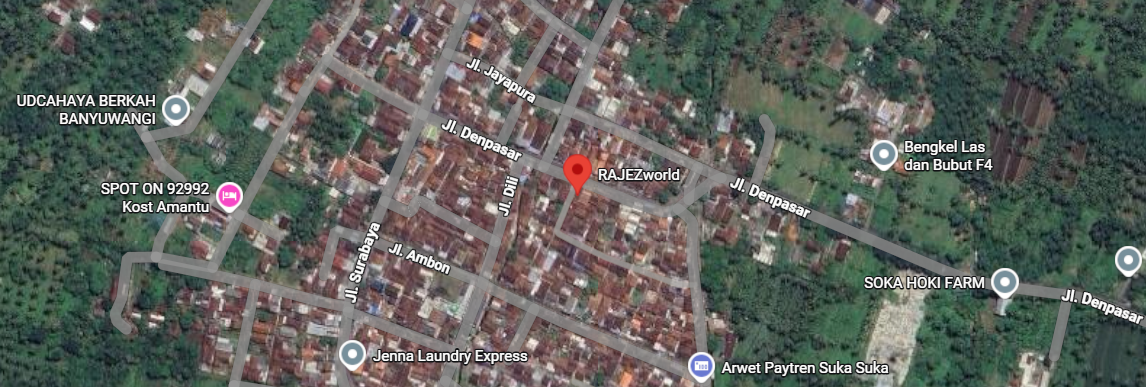 Jl. Jayapura
UDCAHAYA BERKAH
BANYUWANGI
Jl. Denpasar
Bengkel Las
dan Bubut F4
RAJEZworld
SPOT ON 92992
Kost Amantu
Jl. Dili
Jl. Denpasar
Jl. Surabaya
Jl. Ambon
SOKA HOKI FARM
Jl. Denpasar
Jenna Laundry Express
Arwet Paytren Suka Suka